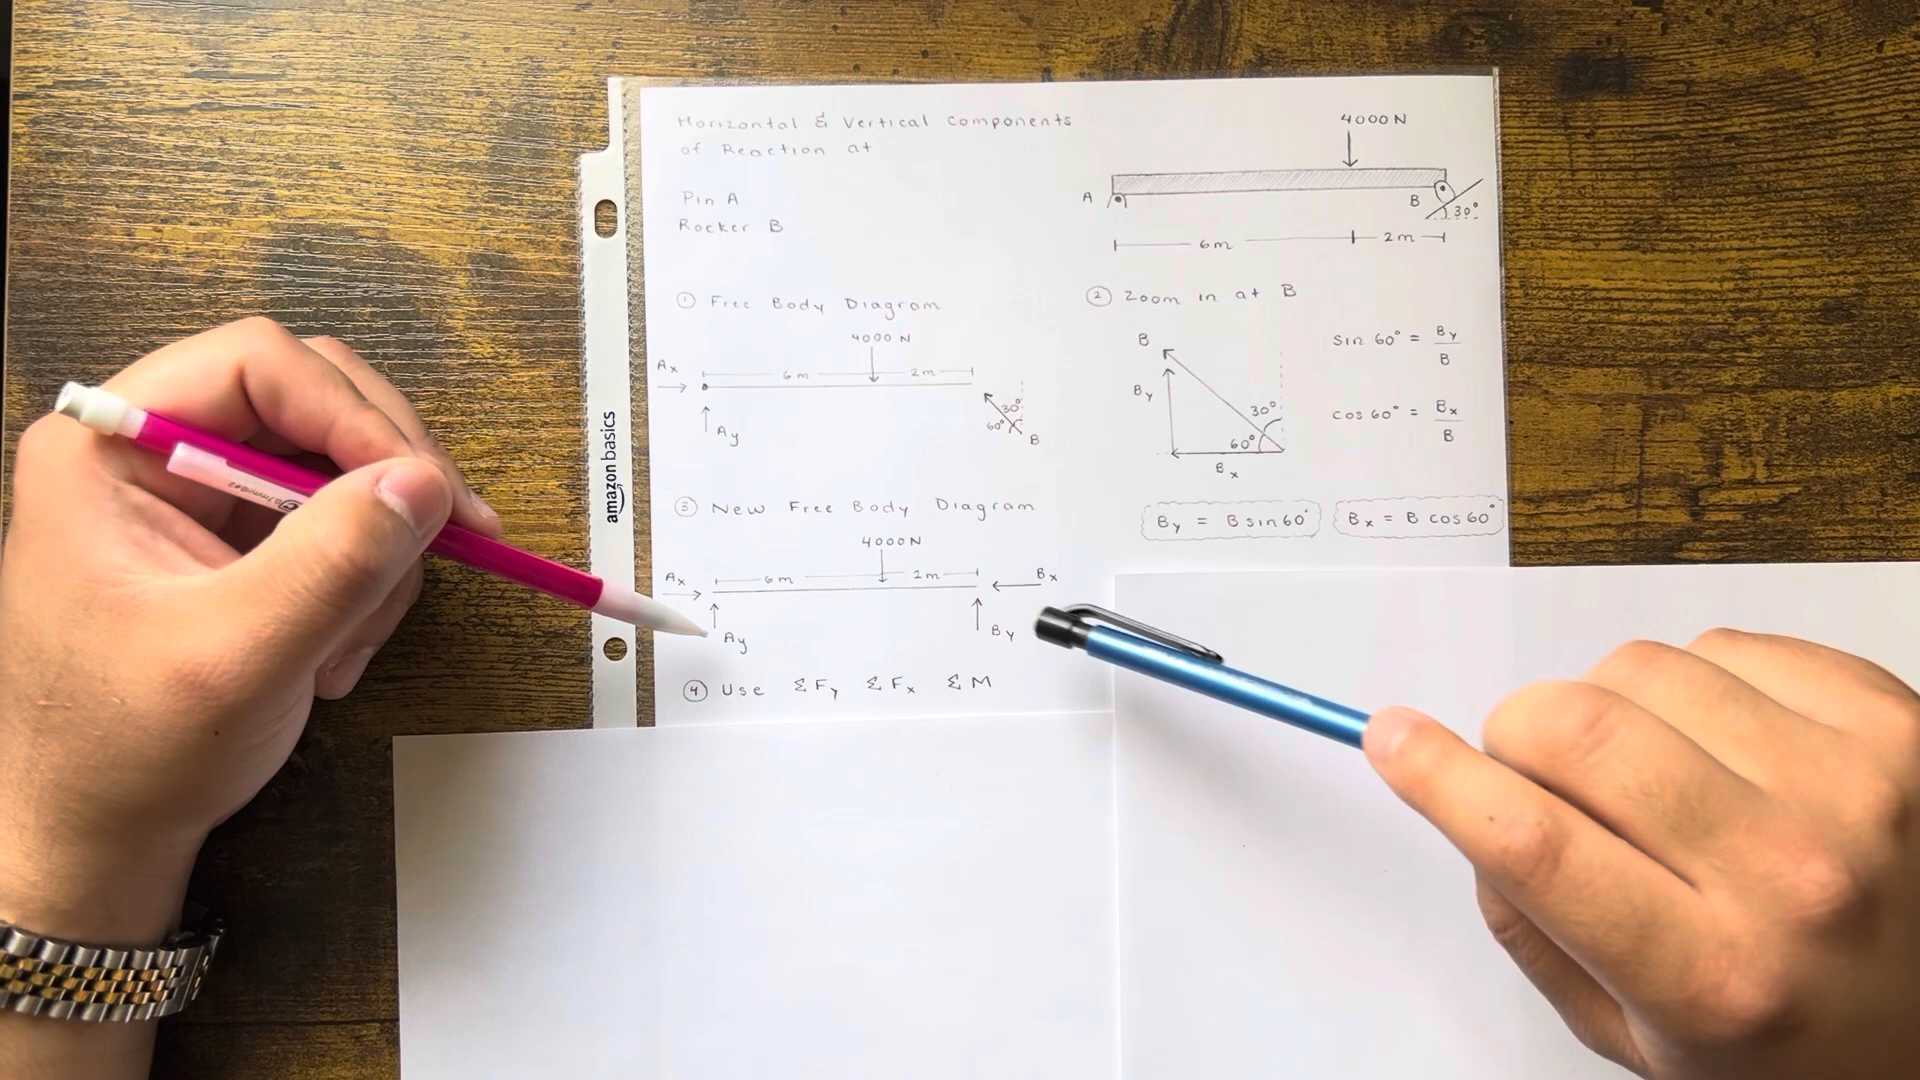 Horizontal & Vertical Components
of Reaction at
Pin A
Rocker B
4000 N
A
B
30°
6m
2m
① Free Body Diagram
4000 N
Ax
6m
2m
Ay
30°
60°
B
② Zoom in at B
B
By
30°
60°
Bx
sin 60° = By/B
cos 60° = Bx/B
By = B sin 60°
Bx = B cos 60°
③ New Free Body Diagram
4000 N
Ax
6m
2m
Bx
Ay
By
④ Use ΣFy ΣFx ΣM
amazon basics